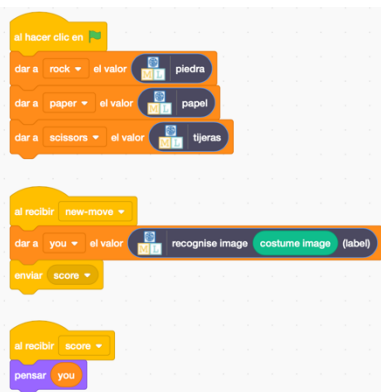 al hacer clic en
dar a rock el valor ML piedra
dar a paper el valor ML papel
dar a scissors el valor ML tijeras
al recibir new-move
dar a you el valor ML recognise image costume image (label)
enviar score
al recibir score
pensar you